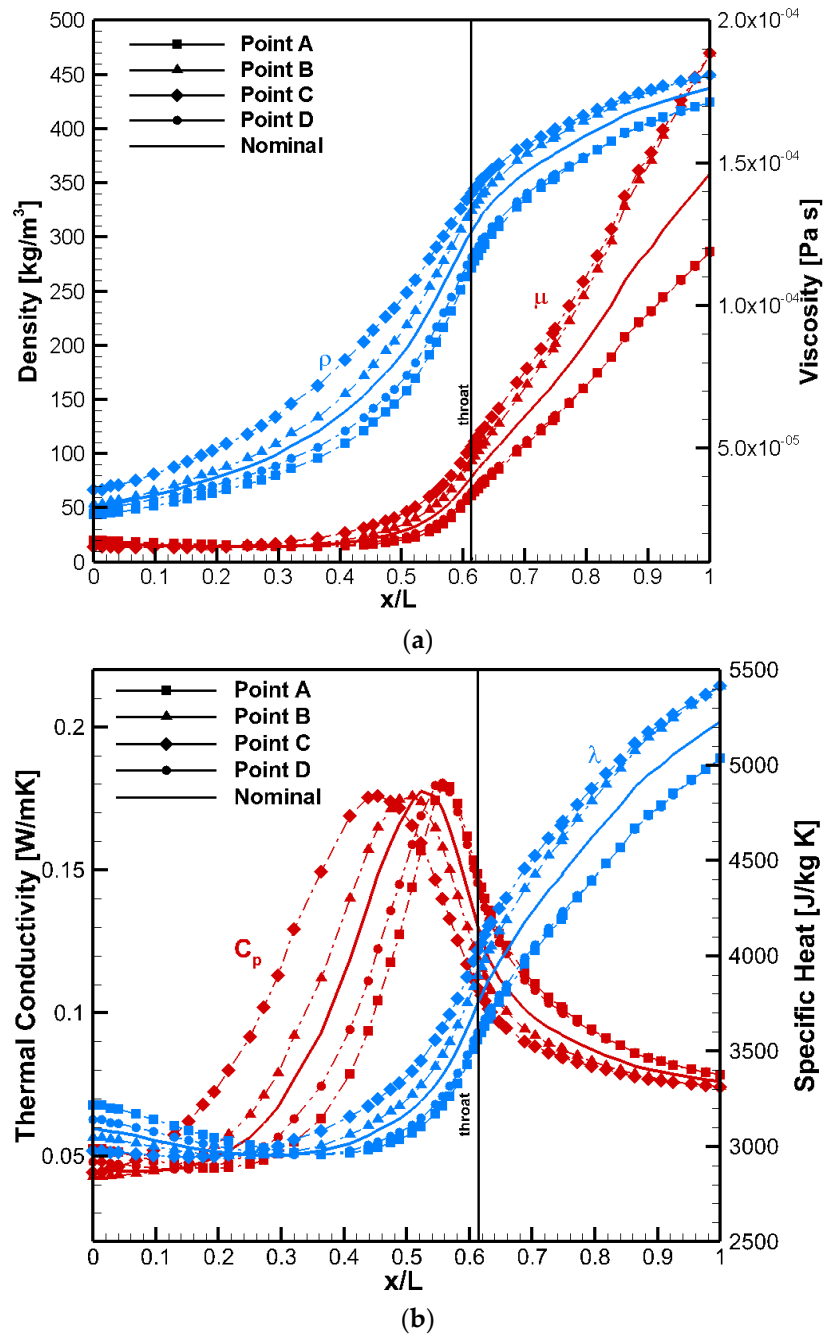 500
450
400
350
300
250
200
150
100
50
0
Density [kg/m³]
Point A
Point B
Point C
Point D
Nominal
ρ
μ
throat
2.0x10⁻⁰⁴
1.5x10⁻⁰⁴
1.0x10⁻⁰⁴
5.0x10⁻⁰⁵
Viscosity [Pa s]
0 0.1 0.2 0.3 0.4 0.5 0.6 0.7 0.8 0.9 1
x/L
(a)
0.2
0.15
0.1
0.05
Thermal Conductivity [W/mK]
Point A
Point B
Point C
Point D
Nominal
λ
Cp
throat
5500
5000
4500
4000
3500
3000
2500
Specific Heat [J/kg K]
0 0.1 0.2 0.3 0.4 0.5 0.6 0.7 0.8 0.9 1
x/L
(b)